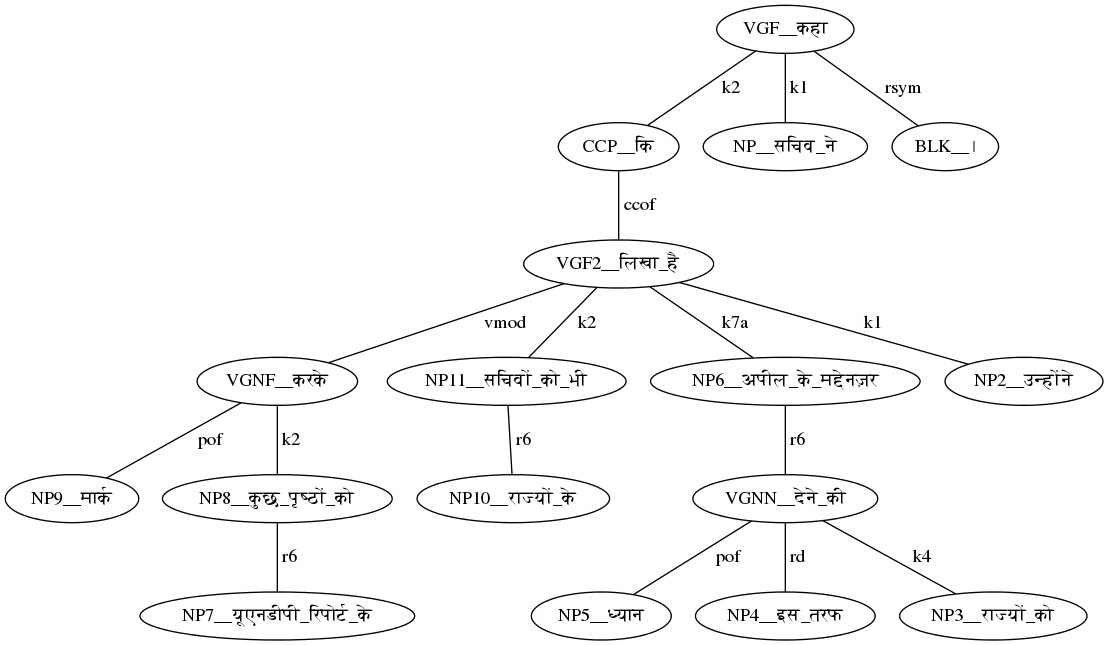 VGF__कहा
k2 k1 rsym
CCP__कि NP__सचिव_ने BLK__।
ccof
VGF2__लिखा_है
vmod k2 k7a k1
VGNF__करके NP11__सचिवों_को_भी NP6__अपील_के_मद्देनज़र NP2__उन्होंने
pof k2 r6 r6
NP9__मार्क NP8__कुछ_पृष्ठों_को NP10__राज्यों_के VGNN__देने_की
r6 pof rd k4
NP7__यूएनडीपी_रिपोर्ट_के NP5__ध्यान NP4__इस_तरफ NP3__राज्यों_को